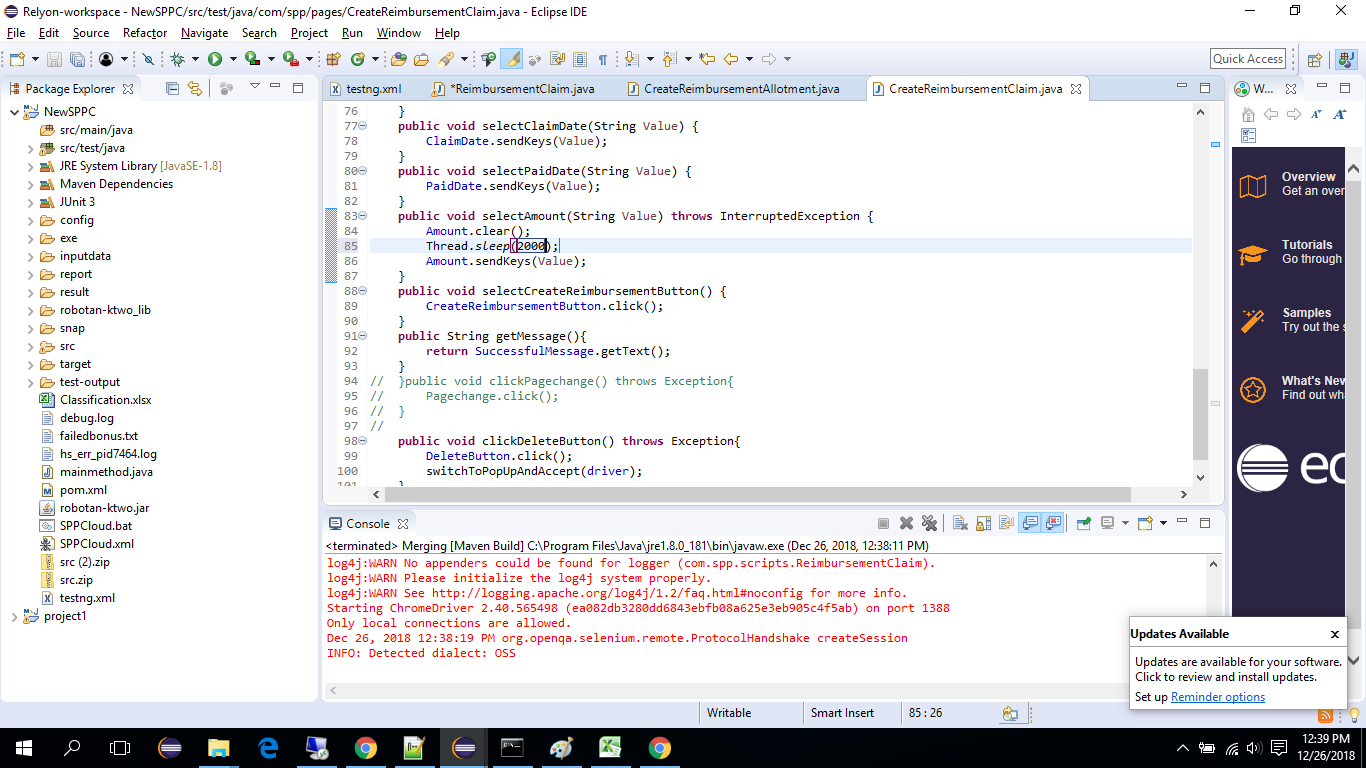 Relyon-workspace - NewSPPC/src/test/java/com/spp/pages/CreateReimbursementClaim.java - Eclipse IDE
File Edit Source Refactor Navigate Search Project Run Window Help
Quick Access
Package Explorer
testng.xml *ReimbursementClaim.java CreateReimbursementAllotment.java CreateReimbursementClaim.java
W...
NewSPPC
src/main/java
src/test/java
JRE System Library [JavaSE-1.8]
Maven Dependencies
JUnit 3
config
exe
inputdata
report
result
robotan-ktwo_lib
snap
src
target
test-output
Classification.xlsx
debug.log
failedbonus.txt
hs_err_pid7464.log
mainmethod.java
pom.xml
robotan-ktwo.jar
SPPCloud.bat
SPPCloud.xml
src (2).zip
src.zip
testng.xml
project1
76 }
77 public void selectClaimDate(String Value) {
78 ClaimDate.sendKeys(Value);
79 }
80 public void selectPaidDate(String Value) {
81 PaidDate.sendKeys(Value);
82 }
83 public void selectAmount(String Value) throws InterruptedException {
84 Amount.clear();
85 Thread.sleep(2000);
86 Amount.sendKeys(Value);
87 }
88 public void selectCreateReimbursementButton() {
89 CreateReimbursementButton.click();
90 }
91 public String getMessage(){
92 return SuccessfulMessage.getText();
93 }
94 // }public void clickPagechange() throws Exception{
95 // Pagechange.click();
96 // }
97 //
98 public void clickDeleteButton() throws Exception{
99 DeleteButton.click();
100 switchToPopUpAndAccept(driver);
101 }
Overview
Get an over
Tutorials
Go through
Samples
Try out the s
What's New
Find out wha
ec
Console
<terminated> Merging [Maven Build] C:\Program Files\Java\jre1.8.0_181\bin\javaw.exe (Dec 26, 2018, 12:38:11 PM)
log4j:WARN No appenders could be found for logger (com.spp.scripts.ReimbursementClaim).
log4j:WARN Please initialize the log4j system properly.
log4j:WARN See http://logging.apache.org/log4j/1.2/faq.html#noconfig for more info.
Starting ChromeDriver 2.40.565498 (ea082db3280dd6843ebfb08a625e3eb905c4f5ab) on port 1388
Only local connections are allowed.
Dec 26, 2018 12:38:19 PM org.openqa.selenium.remote.ProtocolHandshake createSession
INFO: Detected dialect: OSS
Updates Available
Updates are available for your software.
Click to review and install updates.
Set up Reminder options
Writable Smart Insert 85 : 26
12:39 PM
12/26/2018